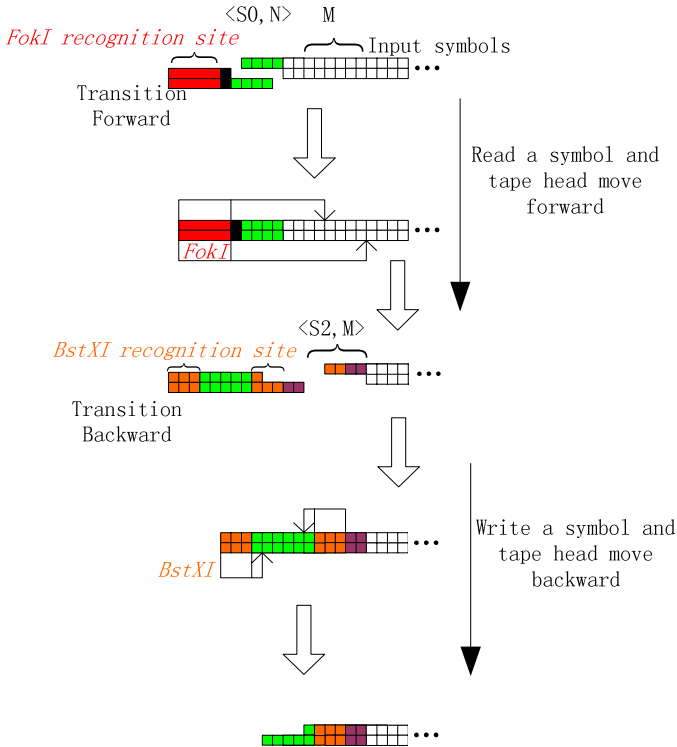 <S0,N>
M
FokI recognition site
Input symbols
Transition
Forward
Read a symbol and
tape head move
forward
FokI
<S2,M>
BstXI recognition site
Transition
Backward
Write a symbol and
tape head move
backward
BstXI